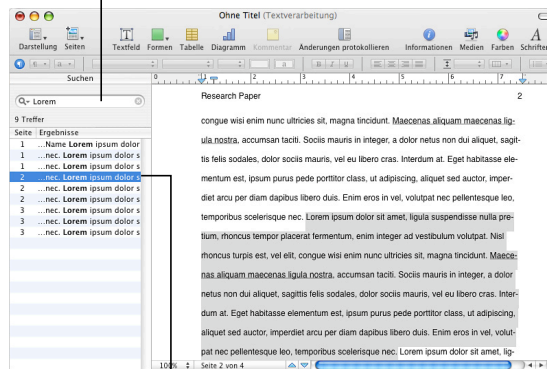 Ohne Titel (Textverarbeitung)
Darstellung Seiten Textfeld Formen Tabelle Diagramm Kommentar Änderungen protokollieren Informationen Medien Farben Schriften
Suchen
0 1 2 3 4 5 6 7
Lorem
9 Treffer
Seite Ergebnisse
1 ...Name Lorem ipsum dolor
1 ...nec. Lorem ipsum dolor s
1 ...nec. Lorem ipsum dolor s
2 ...nec. Lorem ipsum dolor s
2 ...nec. Lorem ipsum dolor s
2 ...nec. Lorem ipsum dolor s
3 ...nec. Lorem ipsum dolor s
3 ...nec. Lorem ipsum dolor s
3 ...nec. Lorem ipsum dolor s
Research Paper 2
congue wisi enim nunc ultricies sit, magna tincidunt. Maecenas aliquam maecenas lig-
ula nostra, accumsan taciti. Sociis mauris in integer, a dolor netus non dui aliquet, sagit-
tis felis sodales, dolor sociis mauris, vel eu libero cras. Interdum at. Eget habitasse ele-
mentum est, ipsum purus pede porttitor class, ut adipiscing, aliquet sed auctor, imper-
diet arcu per diam dapibus libero duis. Enim eros in vel, volutpat nec pellentesque leo,
temporibus scelerisque nec. Lorem ipsum dolor sit amet, ligula suspendisse nulla pre-
tium, rhoncus tempor placerat fermentum, enim integer ad vestibulum volutpat. Nisl
rhoncus turpis est, vel elit, congue wisi enim nunc ultricies sit, magna tincidunt. Maece-
nas aliquam maecenas ligula nostra, accumsan taciti. Sociis mauris in integer, a dolor
netus non dui aliquet, sagittis felis sodales, dolor sociis mauris, vel eu libero cras. Inter-
dum at. Eget habitasse elementum est, ipsum purus pede porttitor class, ut adipiscing,
aliquet sed auctor, imperdiet arcu per diam dapibus libero duis. Enim eros in vel, volut-
pat nec pellentesque leo, temporibus scelerisque nec. Lorem ipsum dolor sit amet, lig-
100% Seite 2 von 4